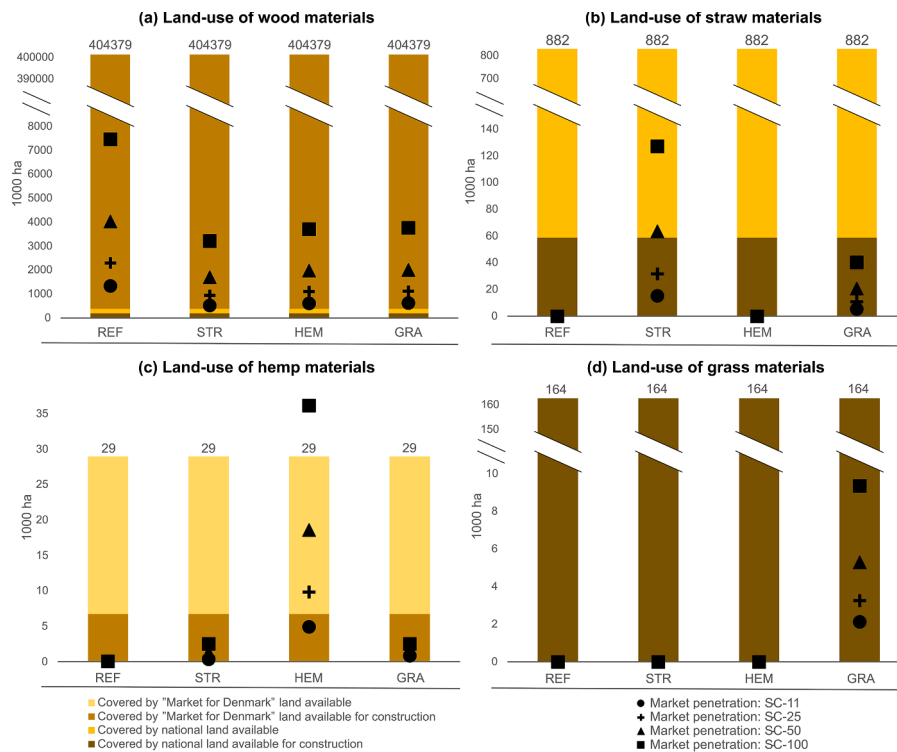 (a) Land-use of wood materials
404379 404379 404379 404379
400000
390000
8000
7000
6000
5000
4000
3000
2000
1000
0
1000 ha
REF STR HEM GRA
(b) Land-use of straw materials
882 882 882 882
800
700
140
120
100
80
60
40
20
0
1000 ha
REF STR HEM GRA
(c) Land-use of hemp materials
35
30
25
20
15
10
5
0
1000 ha
29 29 29 29
REF STR HEM GRA
(d) Land-use of grass materials
164 164 164 164
160
150
10
8
6
4
2
0
1000 ha
REF STR HEM GRA
Covered by "Market for Denmark" land available
Covered by "Market for Denmark" land available for construction
Covered by national land available
Covered by national land available for construction
Market penetration: SC-11
Market penetration: SC-25
Market penetration: SC-50
Market penetration: SC-100